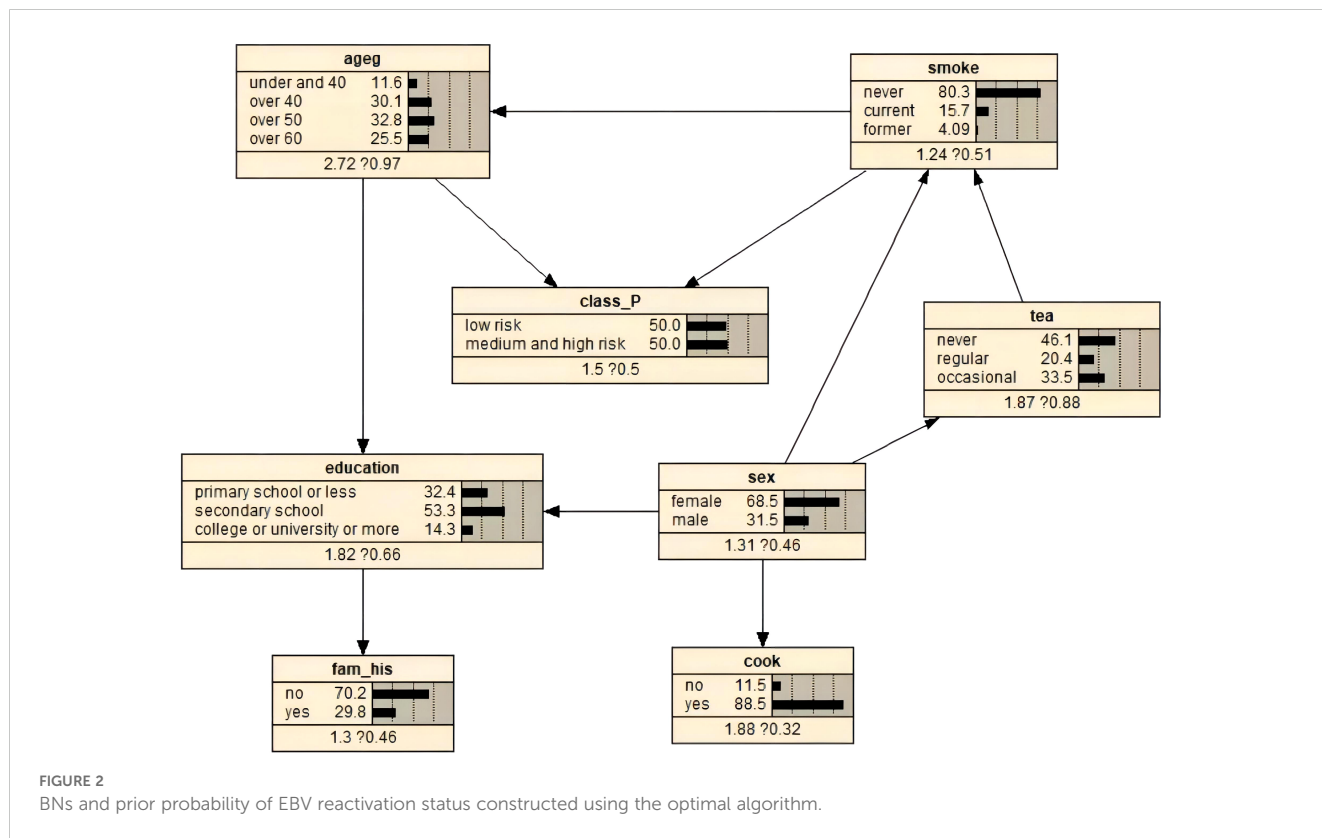 ageg
under and 40 11.6
over 40 30.1
over 50 32.8
over 60 25.5
2.72 ?0.97
smoke
never 80.3
current 15.7
former 4.09
1.24 ?0.51
class_P
low risk 50.0
medium and high risk 50.0
1.5 ?0.5
tea
never 46.1
regular 20.4
occasional 33.5
1.87 ?0.88
education
primary school or less 32.4
secondary school 53.3
college or university or more 14.3
1.82 ?0.66
sex
female 68.5
male 31.5
1.31 ?0.46
fam_his
no 70.2
yes 29.8
1.3 ?0.46
cook
no 11.5
yes 88.5
1.88 ?0.32
FIGURE 2
BNs and prior probability of EBV reactivation status constructed using the optimal algorithm.